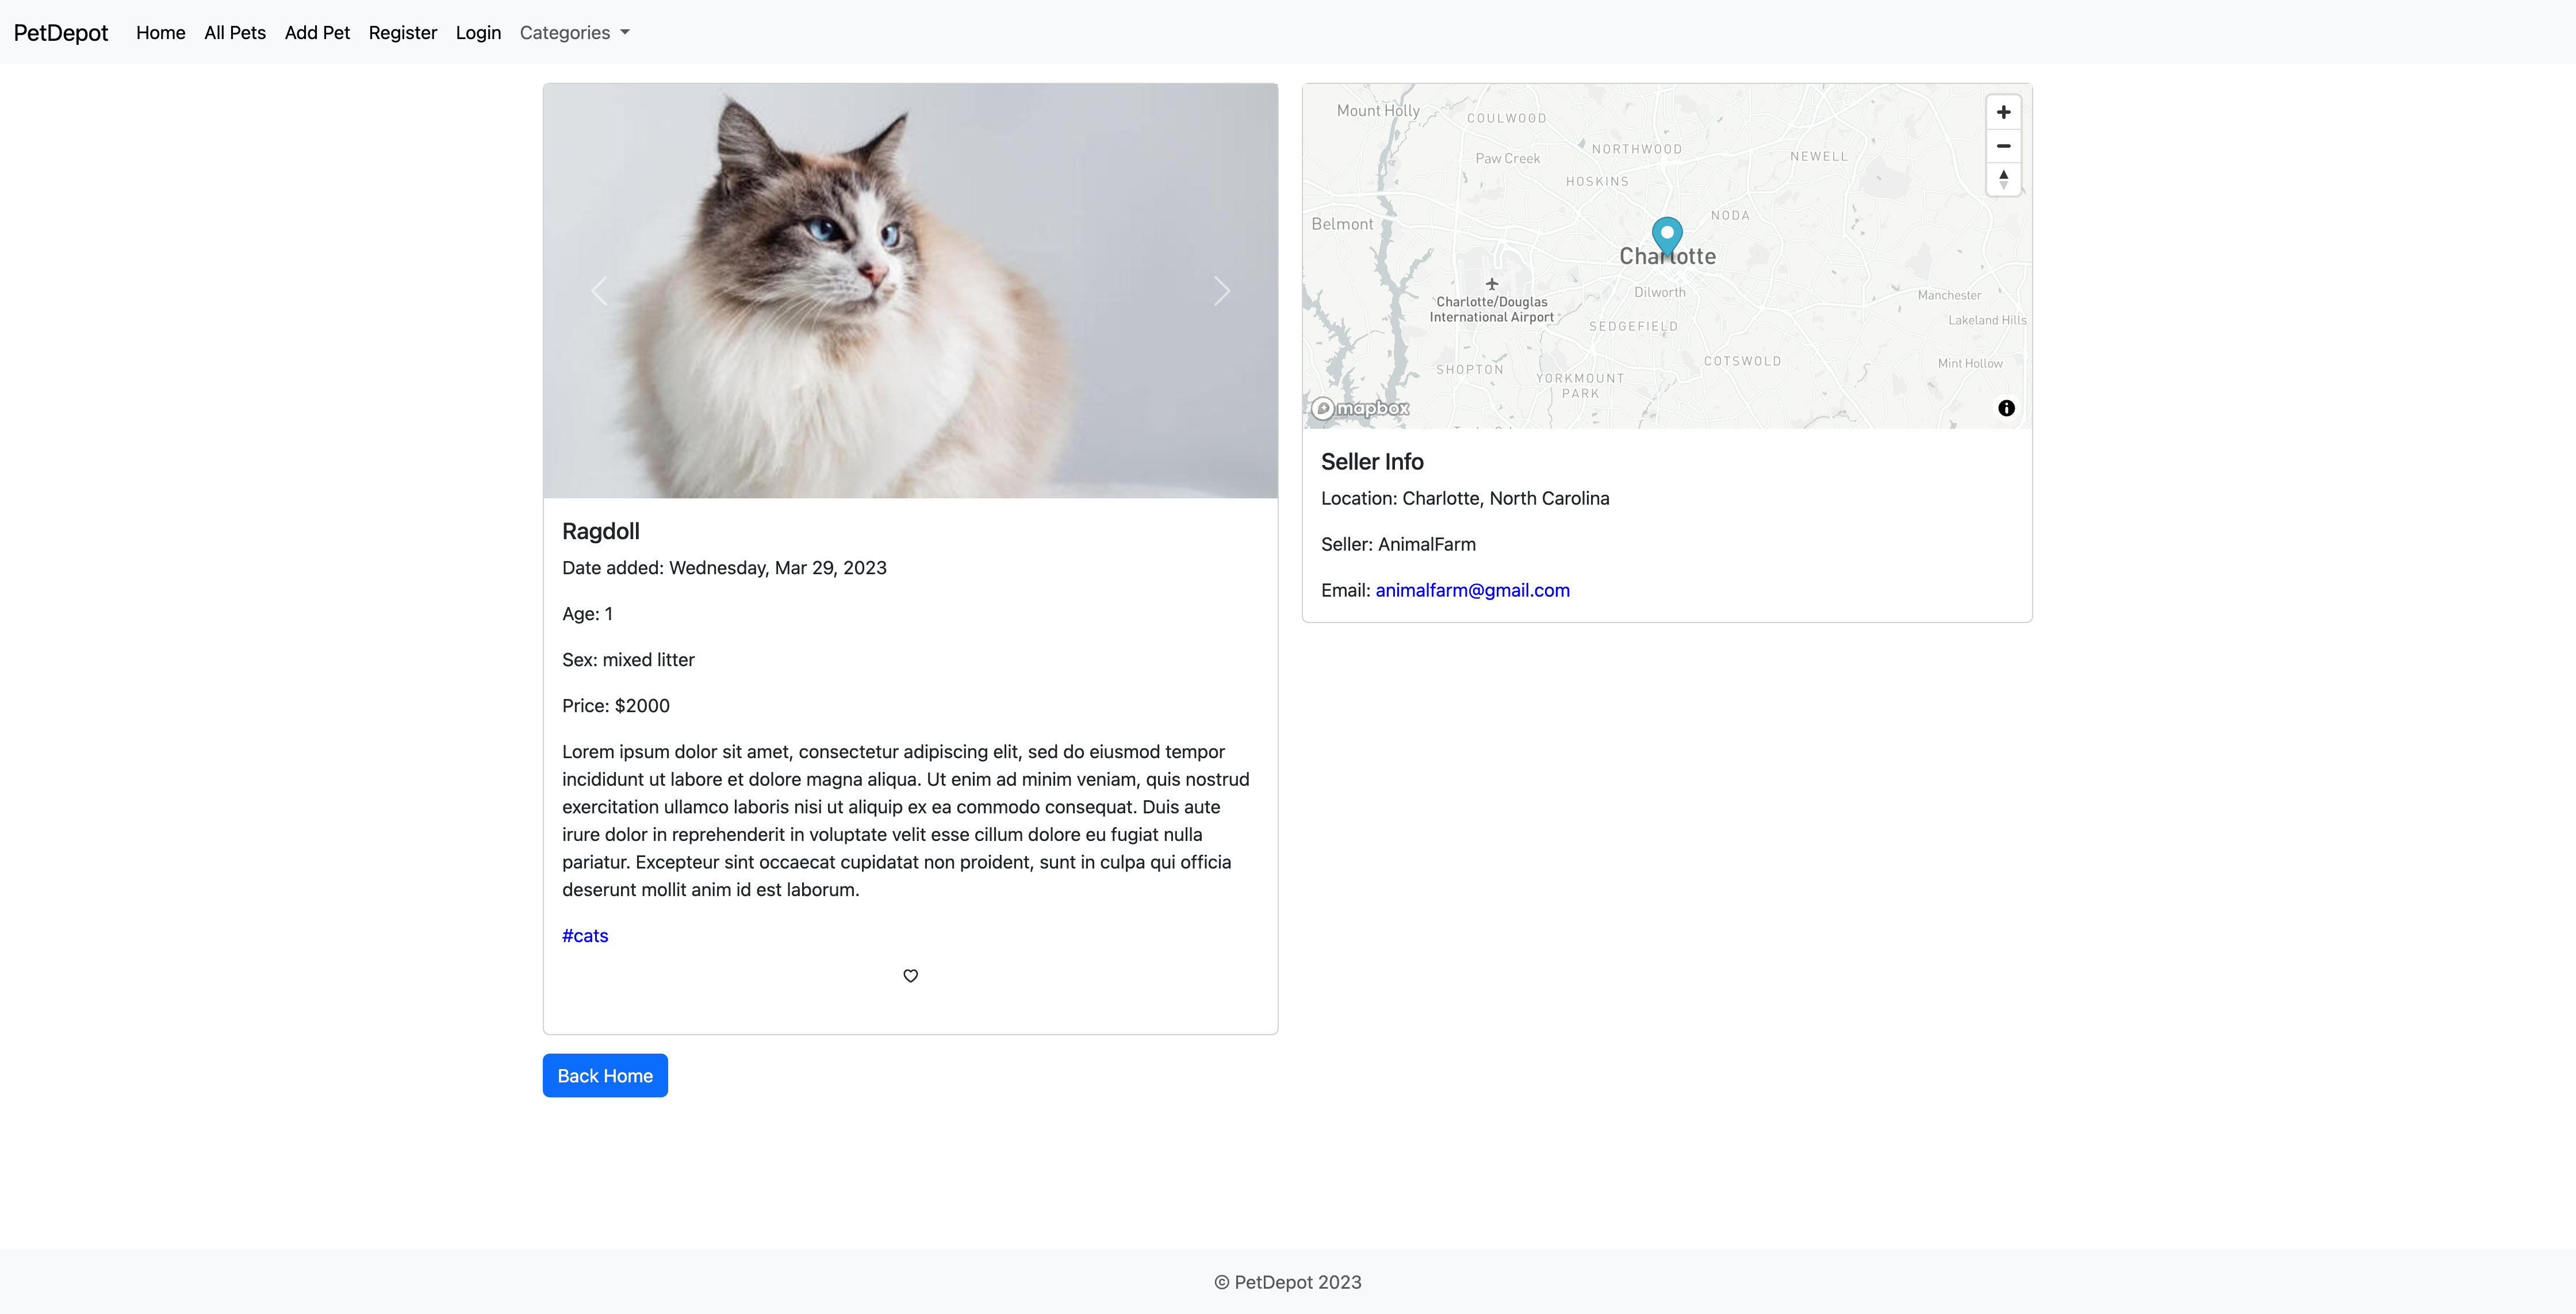 PetDepot Home All Pets Add Pet Register Login Categories
Ragdoll
Date added: Wednesday, Mar 29, 2023
Age: 1
Sex: mixed litter
Price: $2000
Lorem ipsum dolor sit amet, consectetur adipiscing elit, sed do eiusmod tempor
incididunt ut labore et dolore magna aliqua. Ut enim ad minim veniam, quis nostrud
exercitation ullamco laboris nisi ut aliquip ex ea commodo consequat. Duis aute
irure dolor in reprehenderit in voluptate velit esse cillum dolore eu fugiat nulla
pariatur. Excepteur sint occaecat cupidatat non proident, sunt in culpa qui officia
deserunt mollit anim id est laborum.
#cats
Back Home
Mount Holly
COULWOOD
NORTHWOOD
Paw Creek
NEWELL
HOSKINS
NODA
Belmont
Charlotte
Dilworth
Manchester
Charlotte/Douglas
International Airport
Lakeland Hills
SEDGEFIELD
COTSWOLD
Mint Hollow
SHOPTON
YORKMOUNT
PARK
mapbox
Seller Info
Location: Charlotte, North Carolina
Seller: AnimalFarm
Email: animalfarm@gmail.com
© PetDepot 2023